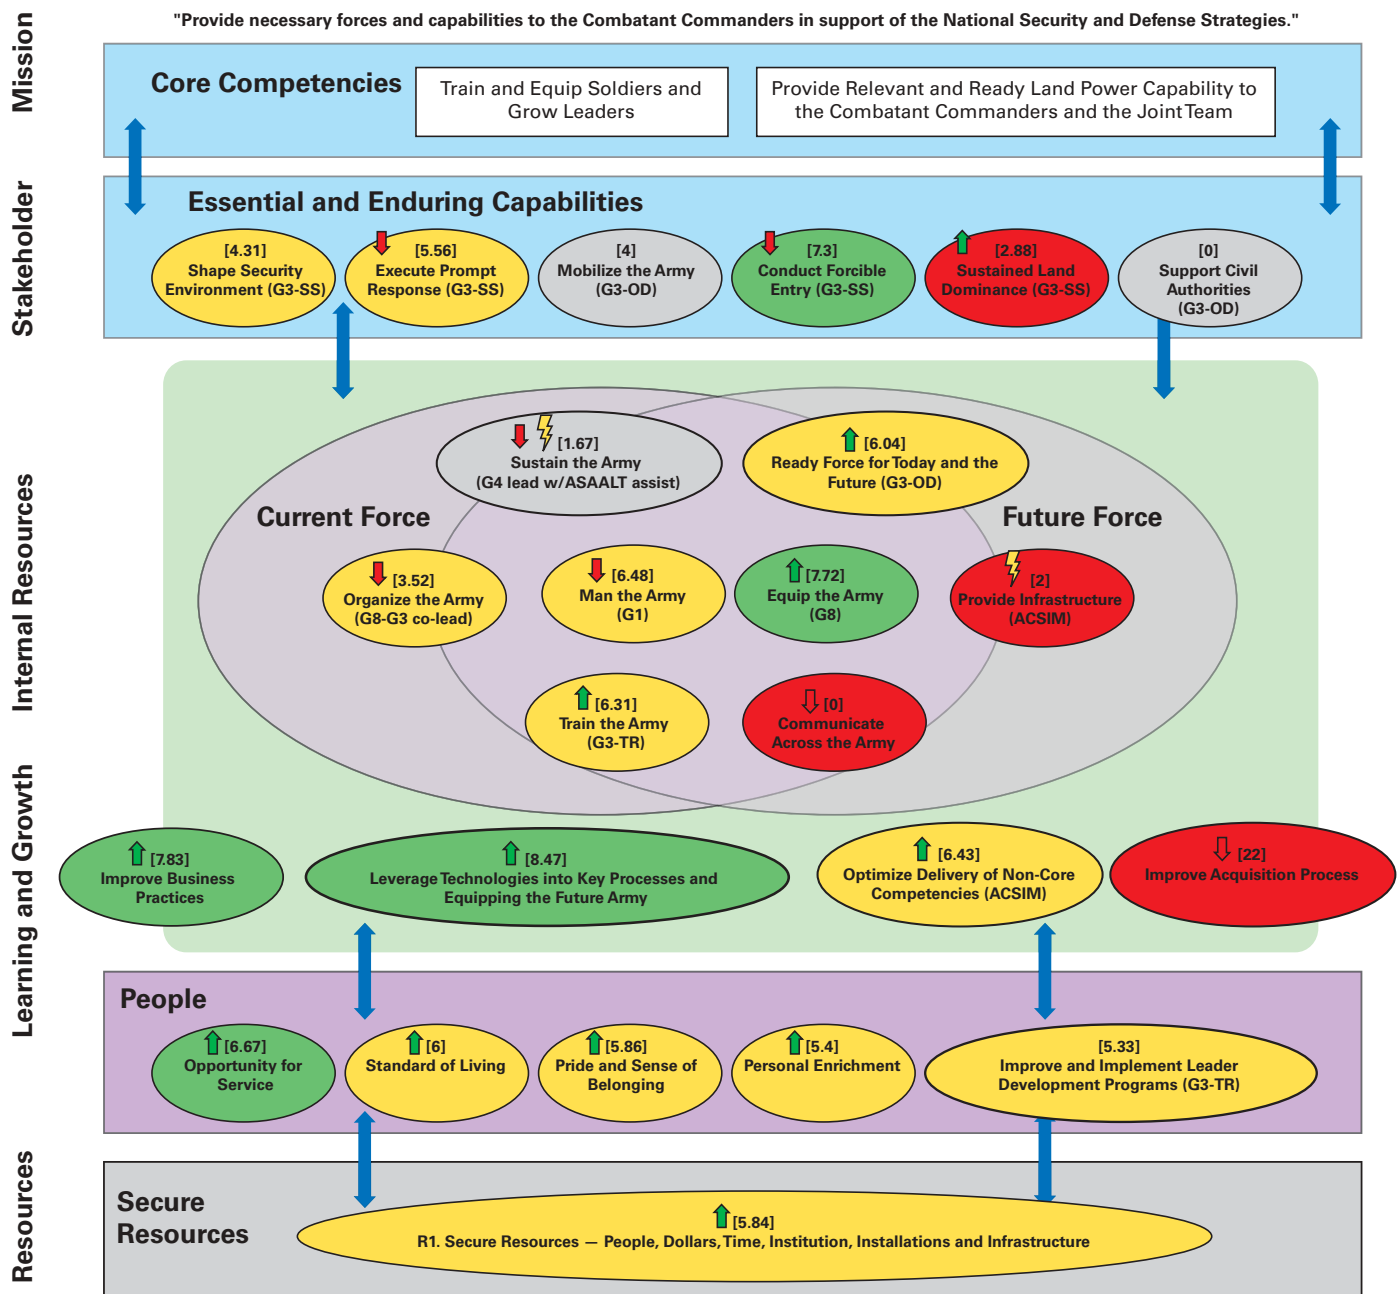 "Provide necessary forces and capabilities to the Combatant Commanders in support of the National Security and Defense Strategies."
Mission
Core Competencies
Train and Equip Soldiers and
Grow Leaders
Provide Relevant and Ready Land Power Capability to
the Combatant Commanders and the Joint Team
Stakeholder
Essential and Enduring Capabilities
[4.31]
Shape Security
Environment (G3-SS)
[5.56]
Execute Prompt
Response (G3-SS)
[4]
Mobilize the Army
(G3-OD)
[7.3]
Conduct Forcible
Entry (G3-SS)
[2.88]
Sustained Land
Dominance (G3-SS)
[0]
Support Civil
Authorities
(G3-OD)
Internal Resources
[1.67]
Sustain the Army
(G4 lead w/ASAALT assist)
[6.04]
Ready Force for Today and the
Future (G3-OD)
Current Force
Future Force
[3.52]
Organize the Army
(G8-G3 co-lead)
[6.48]
Man the Army
(G1)
[7.72]
Equip the Army
(G8)
[2]
Provide Infrastructure
(ACSIM)
[6.31]
Train the Army
(G3-TR)
[0]
Communicate
Across the Army
Learning and Growth
[7.83]
Improve Business
Practices
[8.47]
Leverage Technologies into Key Processes and
Equipping the Future Army
[6.43]
Optimize Delivery of Non-Core
Competencies (ACSIM)
[22]
Improve Acquisition Process
People
[6.67]
Opportunity for
Service
[6]
Standard of Living
[5.86]
Pride and Sense of
Belonging
[5.4]
Personal Enrichment
[5.33]
Improve and Implement Leader
Development Programs (G3-TR)
Resources
Secure
Resources
[5.84]
R1. Secure Resources — People, Dollars, Time, Institution, Installations and Infrastructure